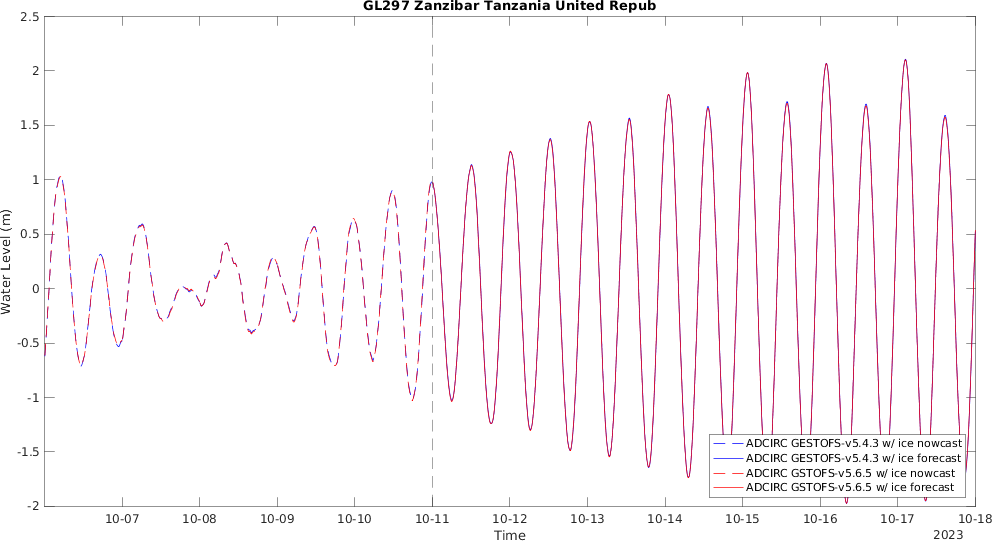 GL297 Zanzibar Tanzania United Repub
2.5
2
1.5
1
0.5
0
-0.5
-1
-1.5
-2
Water Level (m)
ADCIRC GESTOFS-v5.4.3 w/ ice nowcast
ADCIRC GESTOFS-v5.4.3 w/ ice forecast
ADCIRC GSTOFS-v5.6.5 w/ ice nowcast
ADCIRC GSTOFS-v5.6.5 w/ ice forecast
10-07 10-08 10-09 10-10 10-11 10-12 10-13 10-14 10-15 10-16 10-17 10-18
Time
2023